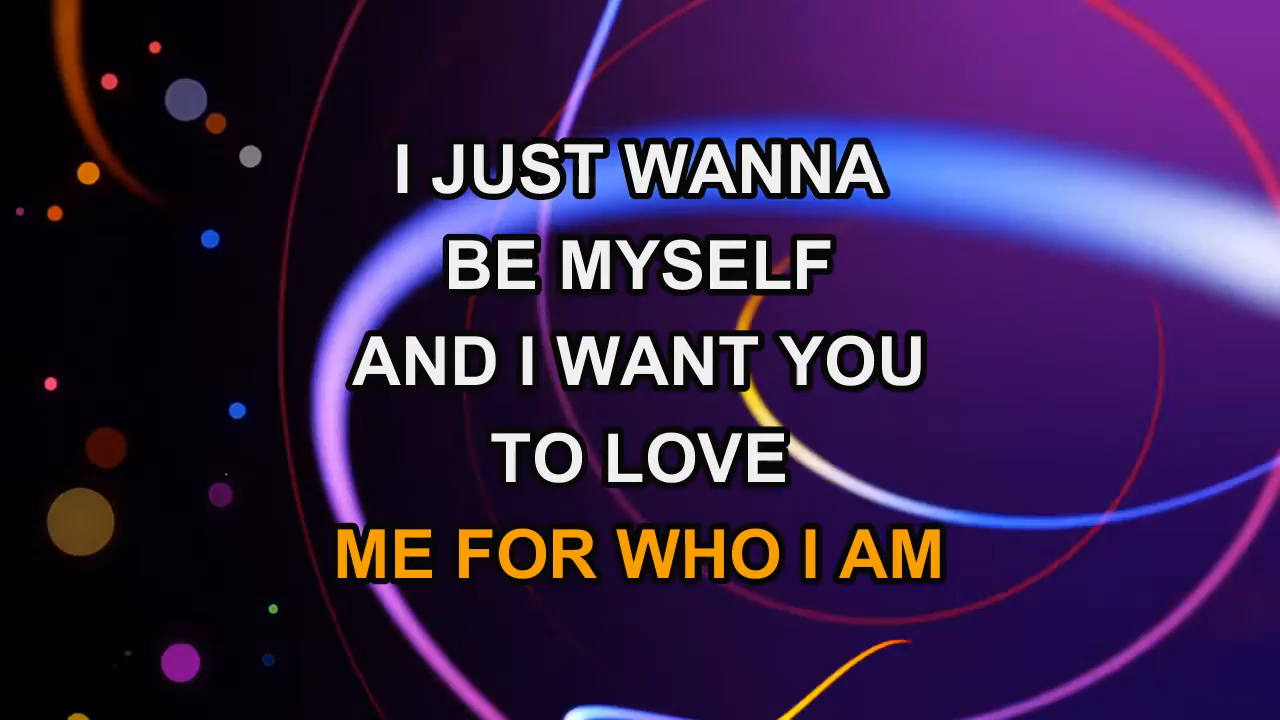 I JUST WANNA
BE MYSELF
AND I WANT YOU
TO LOVE
ME FOR WHO I AM